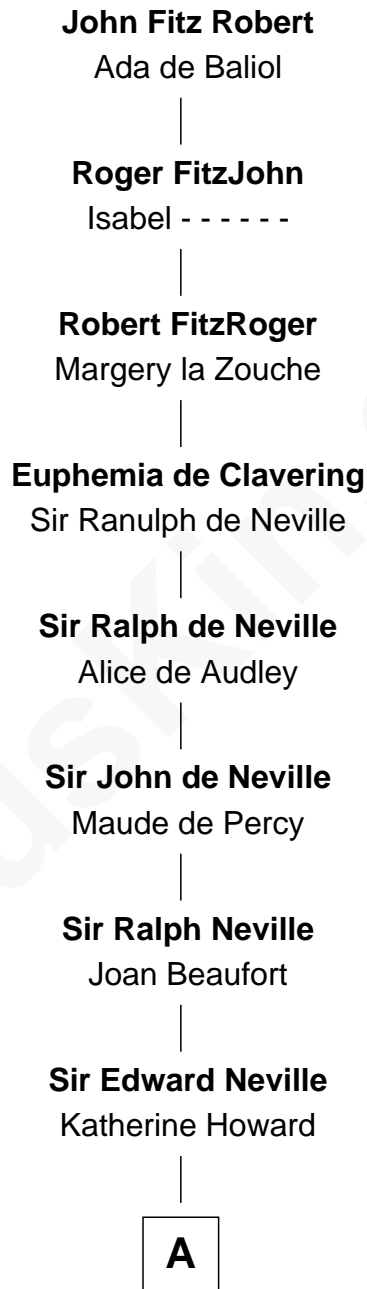 John Fitz Robert
Ada de Baliol
Roger FitzJohn
Isabel - - - - - -
Robert FitzRoger
Margery la Zouche
Euphemia de Clavering
Sir Ranulph de Neville
Sir Ralph de Neville
Alice de Audley
Sir John de Neville
Maude de Percy
Sir Ralph Neville
Joan Beaufort
Sir Edward Neville
Katherine Howard
A